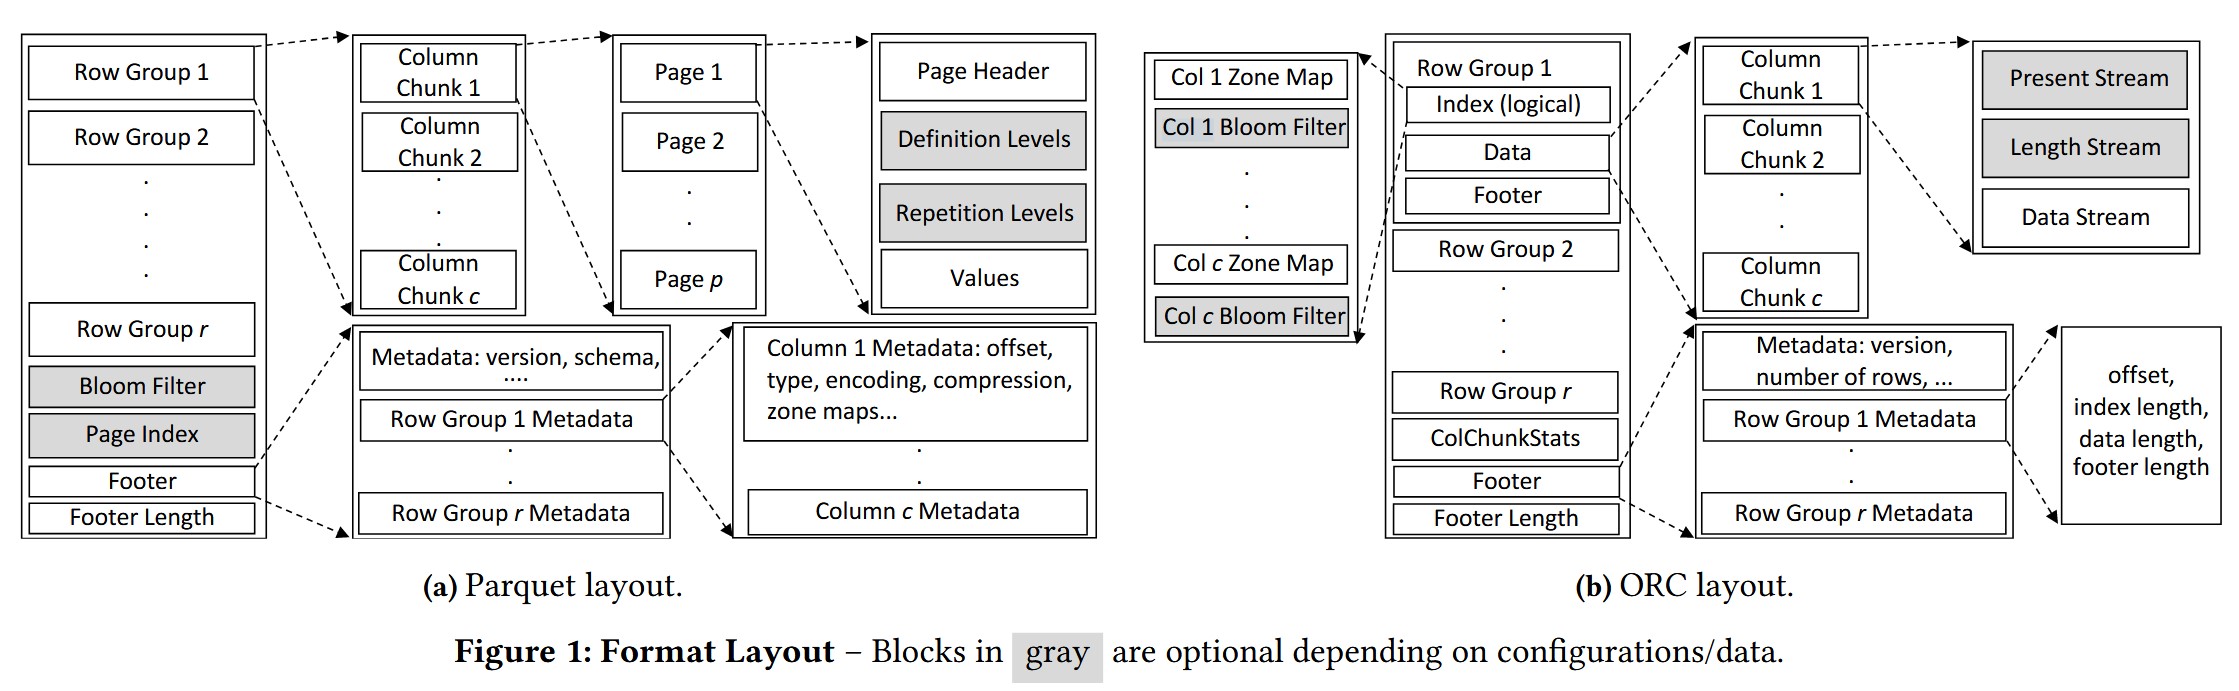 Row Group 1
Row Group 2
Row Group r
Bloom Filter
Page Index
Footer
Footer Length
Column
Chunk 1
Column
Chunk 2
Column
Chunk c
Page 1
Page 2
Page p
Page Header
Definition Levels
Repetition Levels
Values
Metadata: version, schema,
....
Row Group 1 Metadata
Row Group r Metadata
Column 1 Metadata: offset,
type, encoding, compression,
zone maps...
Column c Metadata
(a) Parquet layout.
Col 1 Zone Map
Col 1 Bloom Filter
Col c Zone Map
Col c Bloom Filter
Row Group 1
Index (logical)
Data
Footer
Row Group 2
Row Group r
ColChunkStats
Footer
Footer Length
Column
Chunk 1
Column
Chunk 2
Column
Chunk c
Present Stream
Length Stream
Data Stream
Metadata: version,
number of rows, ...
Row Group 1 Metadata
Row Group r Metadata
offset,
index length,
data length,
footer length
(b) ORC layout.
Figure 1: Format Layout – Blocks in gray are optional depending on configurations/data.